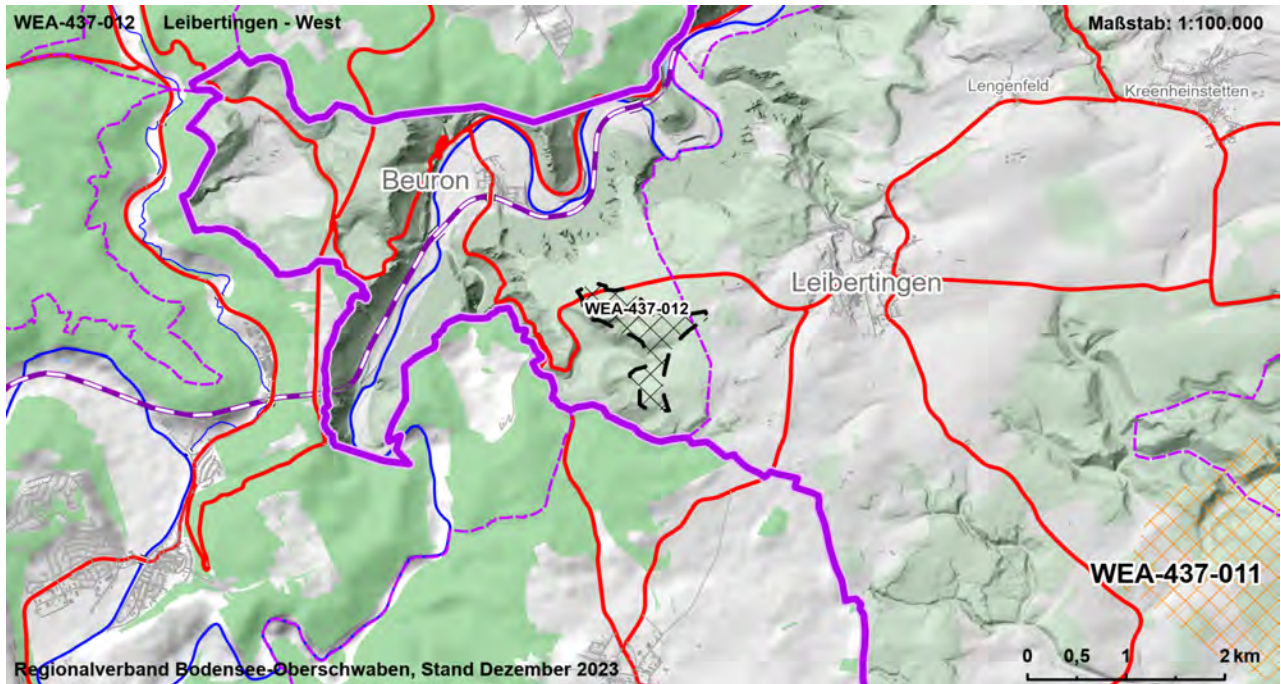 WEA-437-012 Leibertingen - West
Maßstab: 1:100.000
Lengenfeld
Kreenheinstetten
Beuron
Leibertingen
WEA-437-012
WEA-437-011
Regionalverband Bodensee-Oberschwaben, Stand Dezember 2023
0 0,5 1 2 km